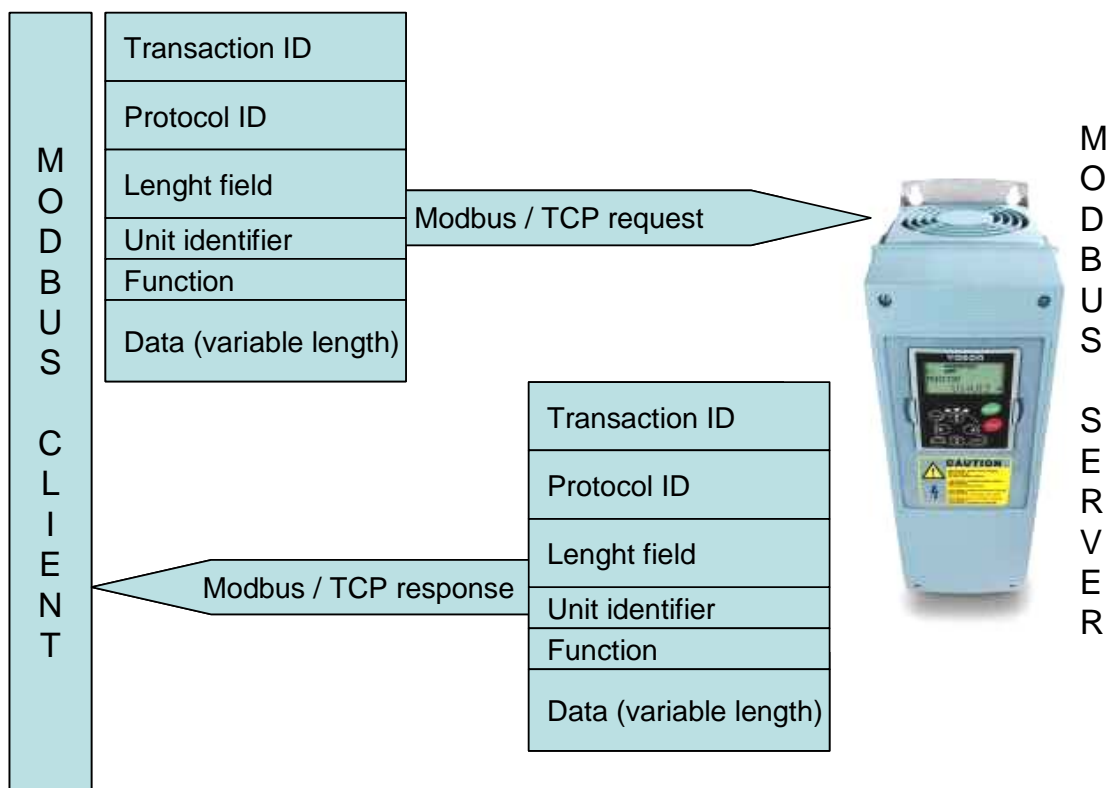 MODBUS CLIENT
Transaction ID
Protocol ID
Lenght field
Unit identifier
Function
Data (variable length)
Modbus / TCP request
Transaction ID
Protocol ID
Lenght field
Unit identifier
Function
Data (variable length)
Modbus / TCP response
MODBUS SERVER
CAUTION